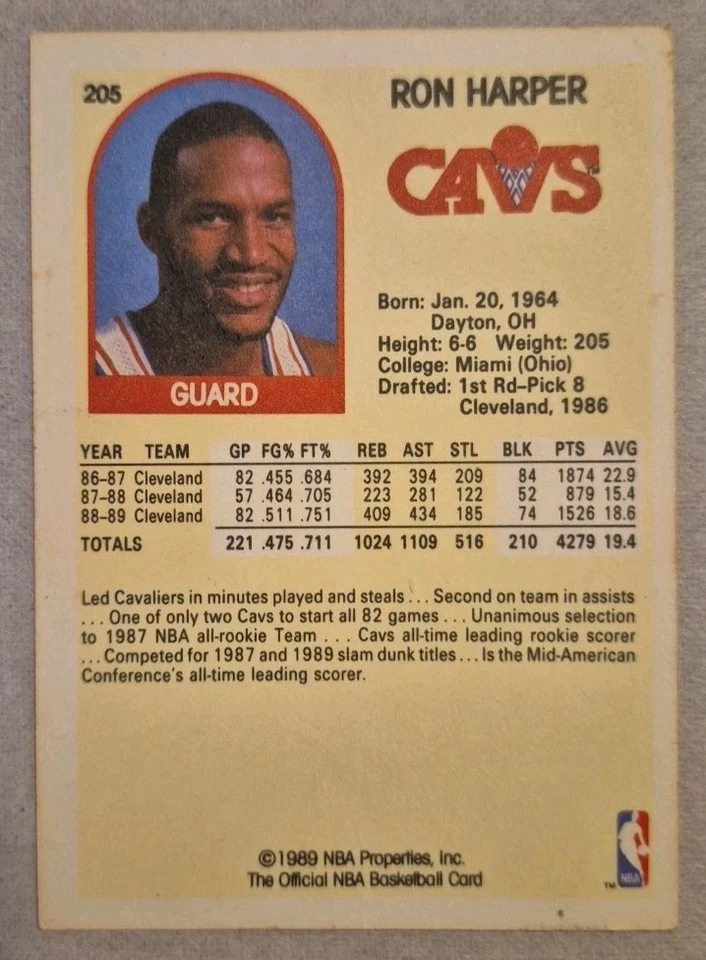 205
RON HARPER
CAVS™
Born: Jan. 20, 1964
Dayton, OH
Height: 6-6 Weight: 205
College: Miami (Ohio)
Drafted: 1st Rd–Pick 8
Cleveland, 1986
GUARD
YEAR TEAM GP FG% FT% REB AST STL BLK PTS AVG
86–87 Cleveland 82 .455 .684 392 394 209 84 1874 22.9
87–88 Cleveland 57 .464 .705 223 281 122 52 879 15.4
88–89 Cleveland 82 .511 .751 409 434 185 74 1526 18.6
TOTALS 221 .475 .711 1024 1109 516 210 4279 19.4
Led Cavaliers in minutes played and steals . . . Second on team in assists
. . . One of only two Cavs to start all 82 games . . . Unanimous selection
to 1987 NBA all-rookie Team . . . Cavs all-time leading rookie scorer
. . . Competed for 1987 and 1989 slam dunk titles . . . Is the Mid-American
Conference's all-time leading scorer.
©1989 NBA Properties, Inc.
The Official NBA Basketball Card
™ NBA